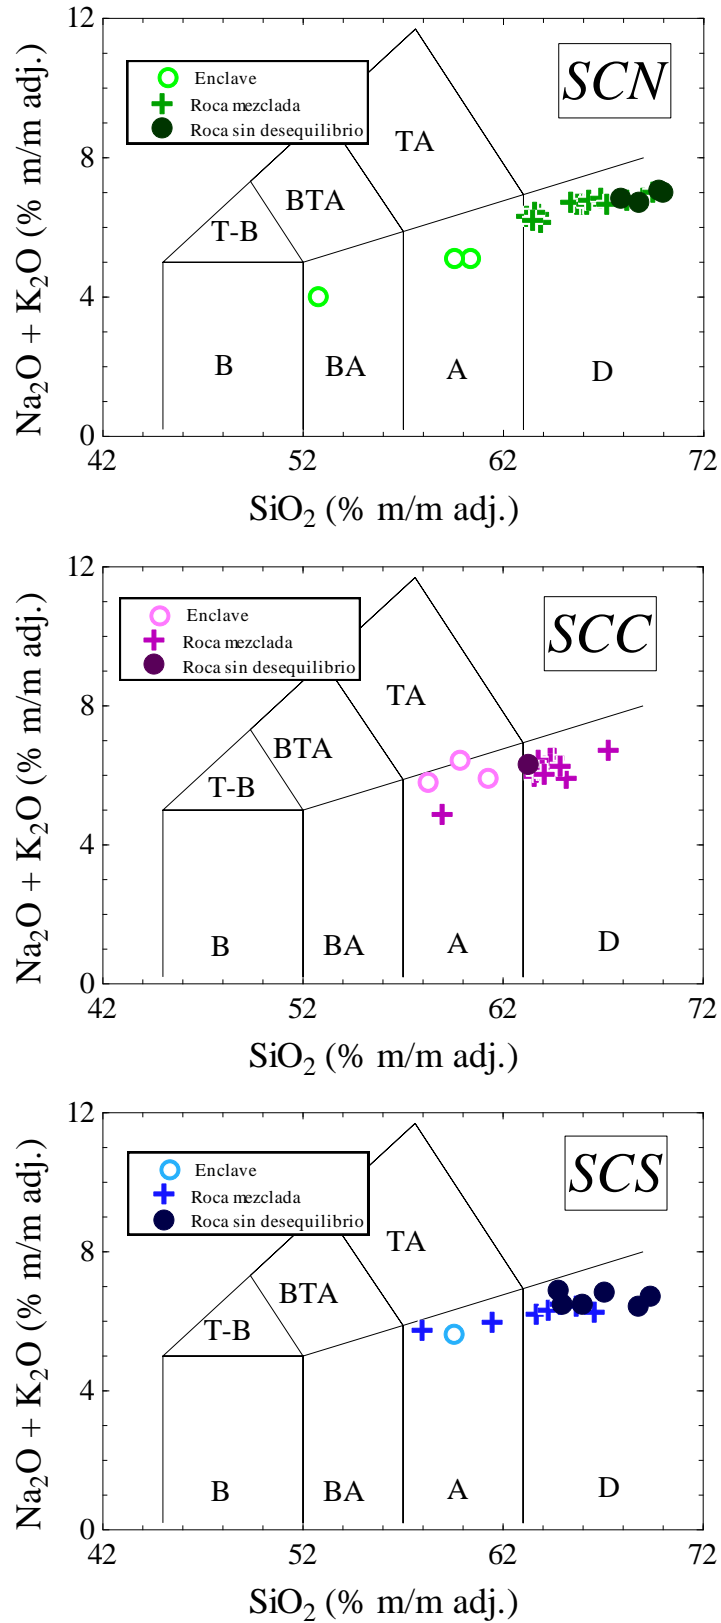 12
Enclave
Roca mezclada
Roca sin desequilibrio
SCN
TA
8
BTA
T-B
4
B
BA
A
D
0
42
52
62
72
Na₂O + K₂O (% m/m adj.)
SiO₂ (% m/m adj.)
12
Enclave
Roca mezclada
Roca sin desequilibrio
SCC
TA
8
BTA
T-B
4
B
BA
A
D
0
42
52
62
72
Na₂O + K₂O (% m/m adj.)
SiO₂ (% m/m adj.)
12
Enclave
Roca mezclada
Roca sin desequilibrio
SCS
TA
8
BTA
T-B
4
B
BA
A
D
0
42
52
62
72
Na₂O + K₂O (% m/m adj.)
SiO₂ (% m/m adj.)